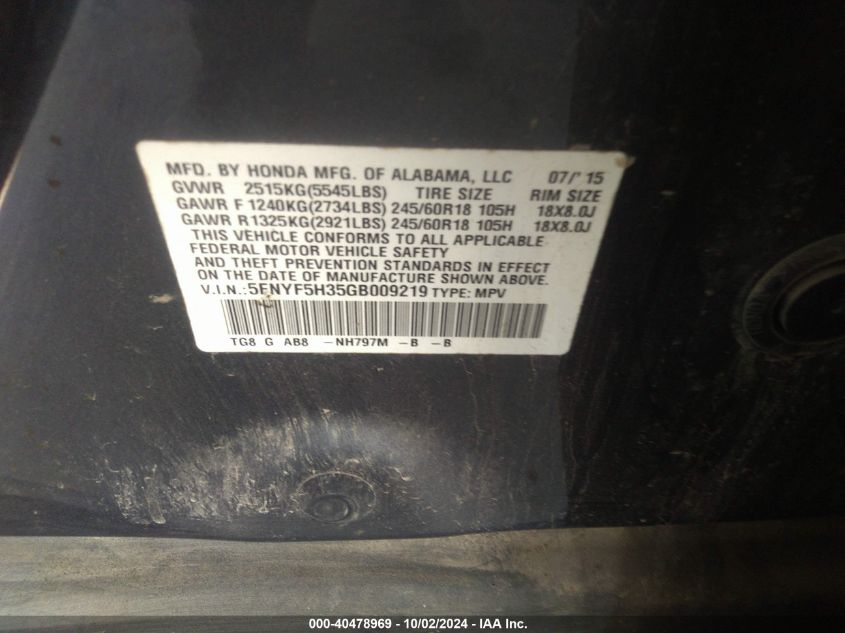 MFD. BY HONDA MFG. OF ALABAMA, LLC 07/' 15
GVWR 2515KG(5545LBS) TIRE SIZE RIM SIZE
GAWR F 1240KG(2734LBS) 245/60R18 105H 18X8.0J
GAWR R 1325KG(2921LBS) 245/60R18 105H 18X8.0J
THIS VEHICLE CONFORMS TO ALL APPLICABLE
FEDERAL MOTOR VEHICLE SAFETY
AND THEFT PREVENTION STANDARDS IN EFFECT
ON THE DATE OF MANUFACTURE SHOWN ABOVE.
V.I.N.: 5FNYF5H35GB009219 TYPE: MPV
TG8 G AB8 -NH797M -B -B
000-40478969 - 10/02/2024 - IAA Inc.